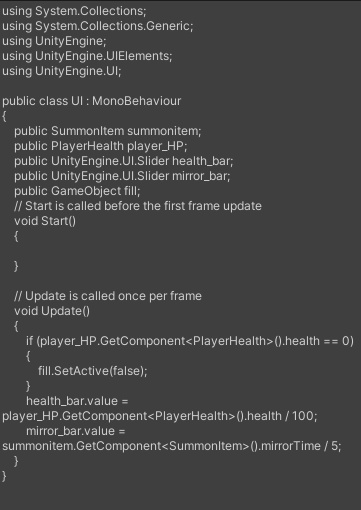 using System.Collections;
using System.Collections.Generic;
using UnityEngine;
using UnityEngine.UIElements;
using UnityEngine.UI;

public class UI : MonoBehaviour
{
    public SummonItem summonitem;
    public PlayerHealth player_HP;
    public UnityEngine.UI.Slider health_bar;
    public UnityEngine.UI.Slider mirror_bar;
    public GameObject fill;
    // Start is called before the first frame update
    void Start()
    {

    }

    // Update is called once per frame
    void Update()
    {
        if (player_HP.GetComponent<PlayerHealth>().health == 0)
        {
            fill.SetActive(false);
        }
        health_bar.value =
player_HP.GetComponent<PlayerHealth>().health / 100;
        mirror_bar.value =
summonitem.GetComponent<SummonItem>().mirrorTime / 5;
    }
}